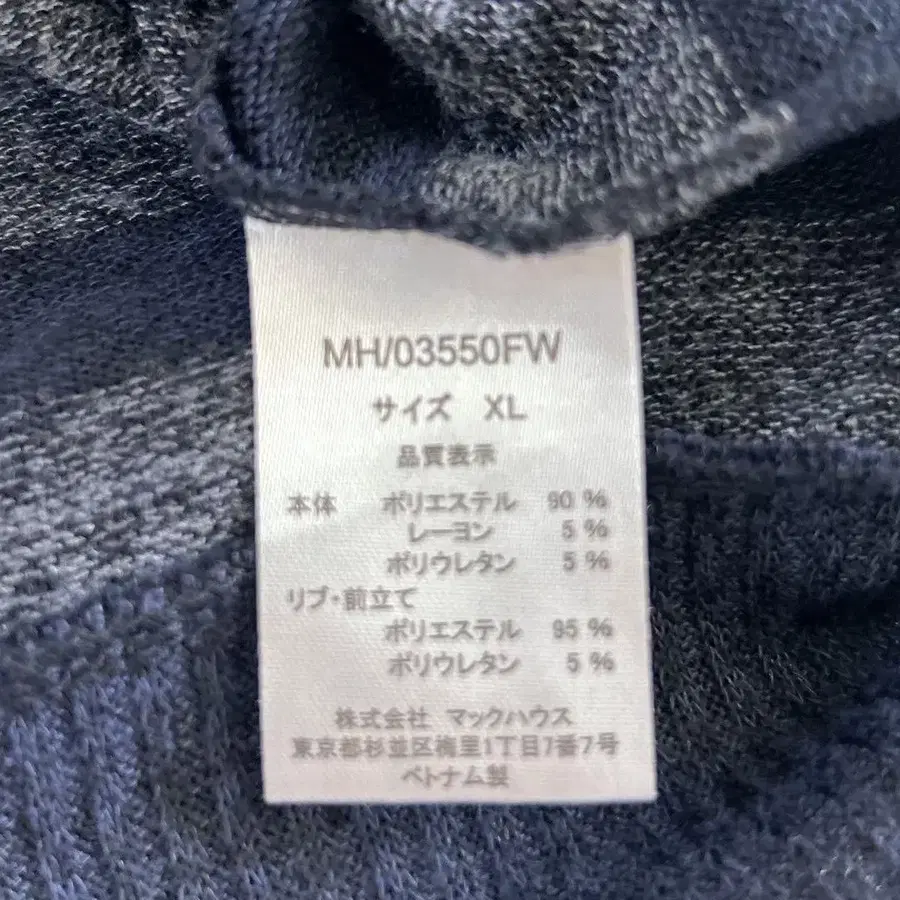 MH/03550FW
サイズ XL
品質表示
本体 ポリエステル 90 %
レーヨン 5 %
ポリウレタン 5 %
リブ・前立て
ポリエステル 95 %
ポリウレタン 5 %
株式会社 マックハウス
東京都杉並区梅里1丁目7番7号
ベトナム製